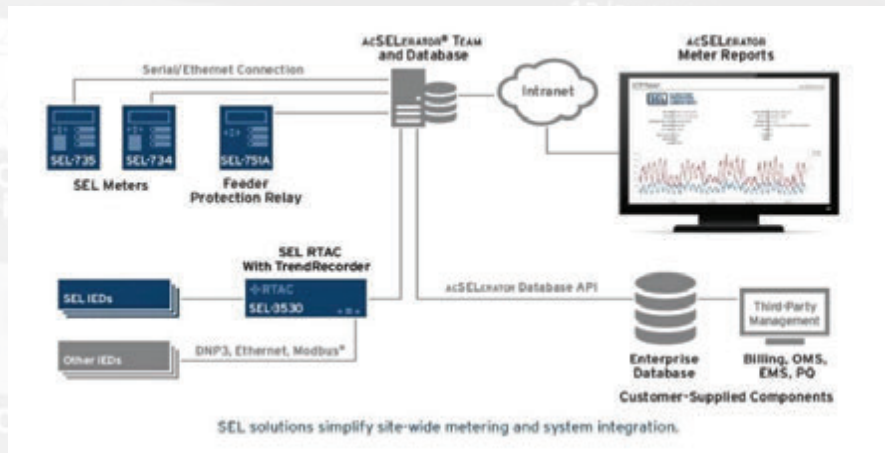 ACSELERATOR® TEAM
and Database
ACSELERATOR
Meter Reports
Serial/Ethernet Connection
Intranet
SEL
SEL-735
SEL-734
SEL-751A
SEL Meters
Feeder
Protection Relay
SEL RTAC
With TrendRecorder
SEL IEDs
RTAC
SEL-3530
ACSELERATOR Database API
Third-Party
Management
Other IEDs
DNP3, Ethernet, Modbus®
Enterprise
Database
Billing, OMS,
EMS, PQ
Customer-Supplied Components
SEL solutions simplify site-wide metering and system integration.